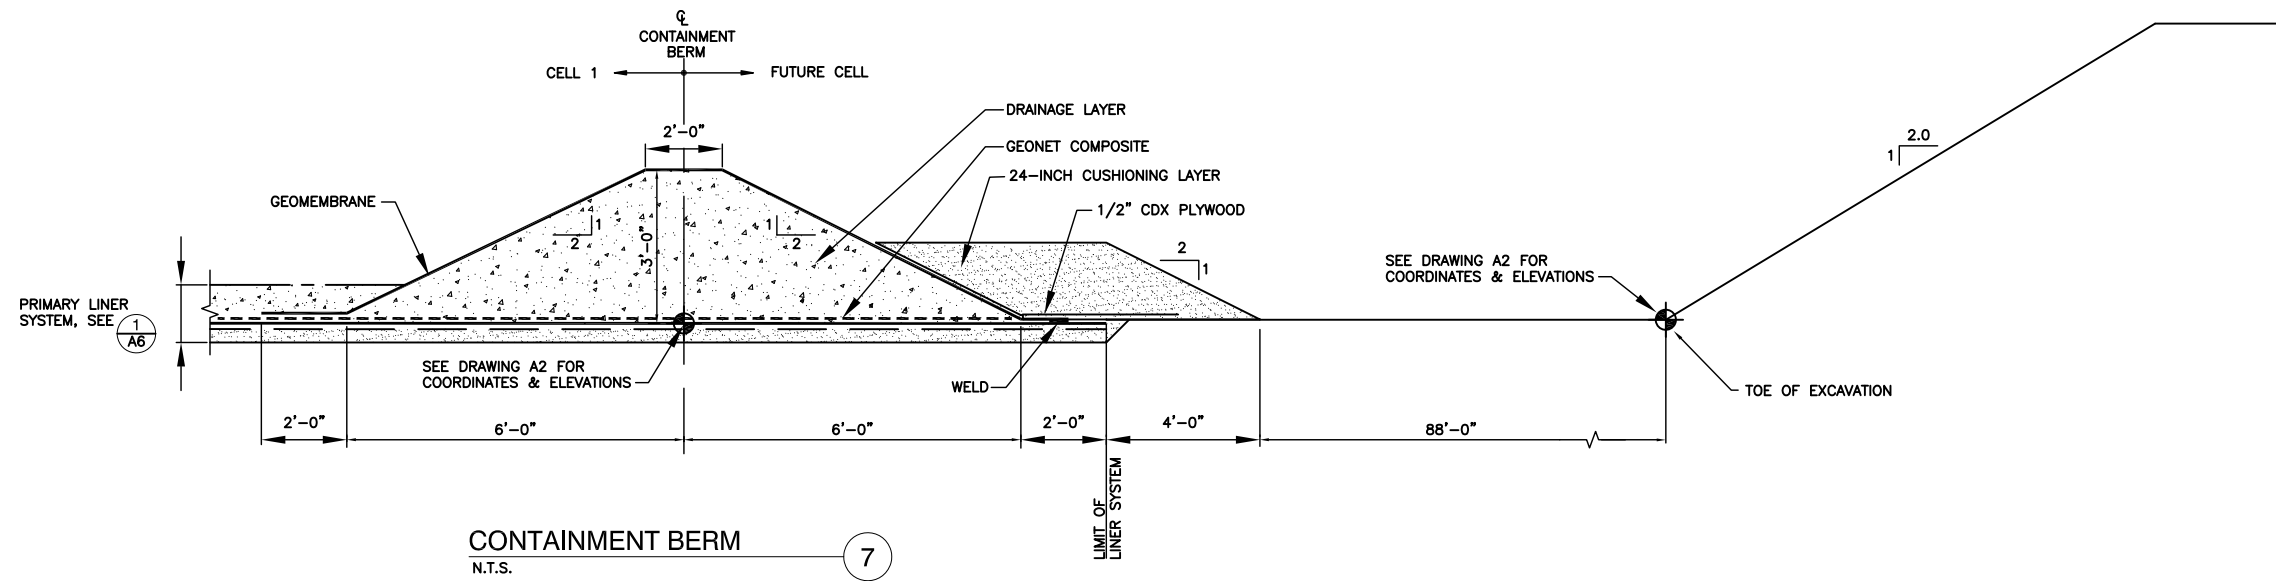 ℄
CONTAINMENT
BERM
CELL 1
FUTURE CELL
DRAINAGE LAYER
2'-0"
2.0
1
GEONET COMPOSITE
24-INCH CUSHIONING LAYER
GEOMEMBRANE
1/2" CDX PLYWOOD
1
2
3'-0"
1
2
2
1
SEE DRAWING A2 FOR
COORDINATES & ELEVATIONS
PRIMARY LINER
SYSTEM, SEE
1
A6
SEE DRAWING A2 FOR
COORDINATES & ELEVATIONS
WELD
TOE OF EXCAVATION
2'-0"
6'-0"
6'-0"
2'-0"
4'-0"
88'-0"
LIMIT OF
LINER SYSTEM
CONTAINMENT BERM
7
N.T.S.